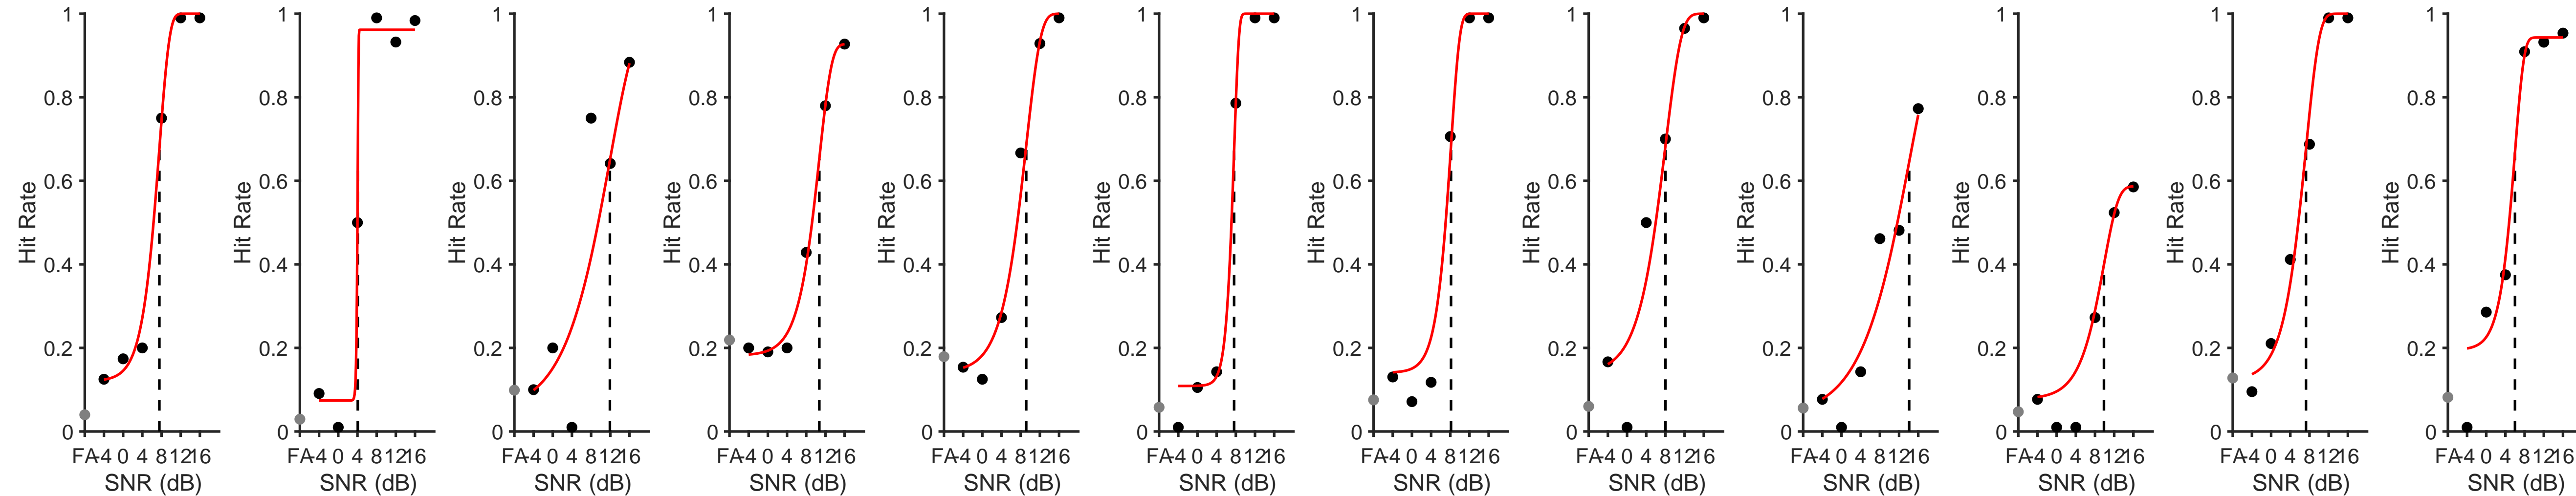 1 1 1 1 1 1 1 1 1 1 1 1
0.8 0.8 0.8 0.8 0.8 0.8 0.8 0.8 0.8 0.8 0.8 0.8
0.6 0.6 0.6 0.6 0.6 0.6 0.6 0.6 0.6 0.6 0.6 0.6
Hit Rate Hit Rate Hit Rate Hit Rate Hit Rate Hit Rate Hit Rate Hit Rate Hit Rate Hit Rate Hit Rate Hit Rate
0.4 0.4 0.4 0.4 0.4 0.4 0.4 0.4 0.4 0.4 0.4 0.4
0.2 0.2 0.2 0.2 0.2 0.2 0.2 0.2 0.2 0.2 0.2 0.2
0 0 0 0 0 0 0 0 0 0 0 0
FA -4 0 4 8 12 16 FA -4 0 4 8 12 16 FA -4 0 4 8 12 16 FA -4 0 4 8 12 16 FA -4 0 4 8 12 16 FA -4 0 4 8 12 16 FA -4 0 4 8 12 16 FA -4 0 4 8 12 16 FA -4 0 4 8 12 16 FA -4 0 4 8 12 16 FA -4 0 4 8 12 16 FA -4 0 4 8 12 16
SNR (dB) SNR (dB) SNR (dB) SNR (dB) SNR (dB) SNR (dB) SNR (dB) SNR (dB) SNR (dB) SNR (dB) SNR (dB) SNR (dB)